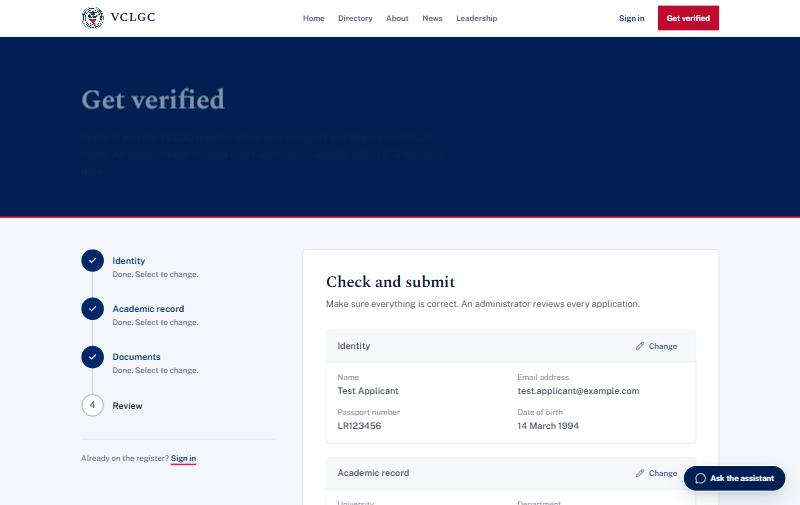 VCLGC
Home Directory About News Leadership
Sign in
Get verified
Get verified
Identity
Done. Select to change.
Academic record
Done. Select to change.
Documents
Done. Select to change.
4 Review
Already on the register? Sign in
Check and submit
Make sure everything is correct. An administrator reviews every application.
Identity Change
Name Email address
Test Applicant test.applicant@example.com
Passport number Date of birth
LR123456 14 March 1994
Academic record Change
University Department
Ask the assistant